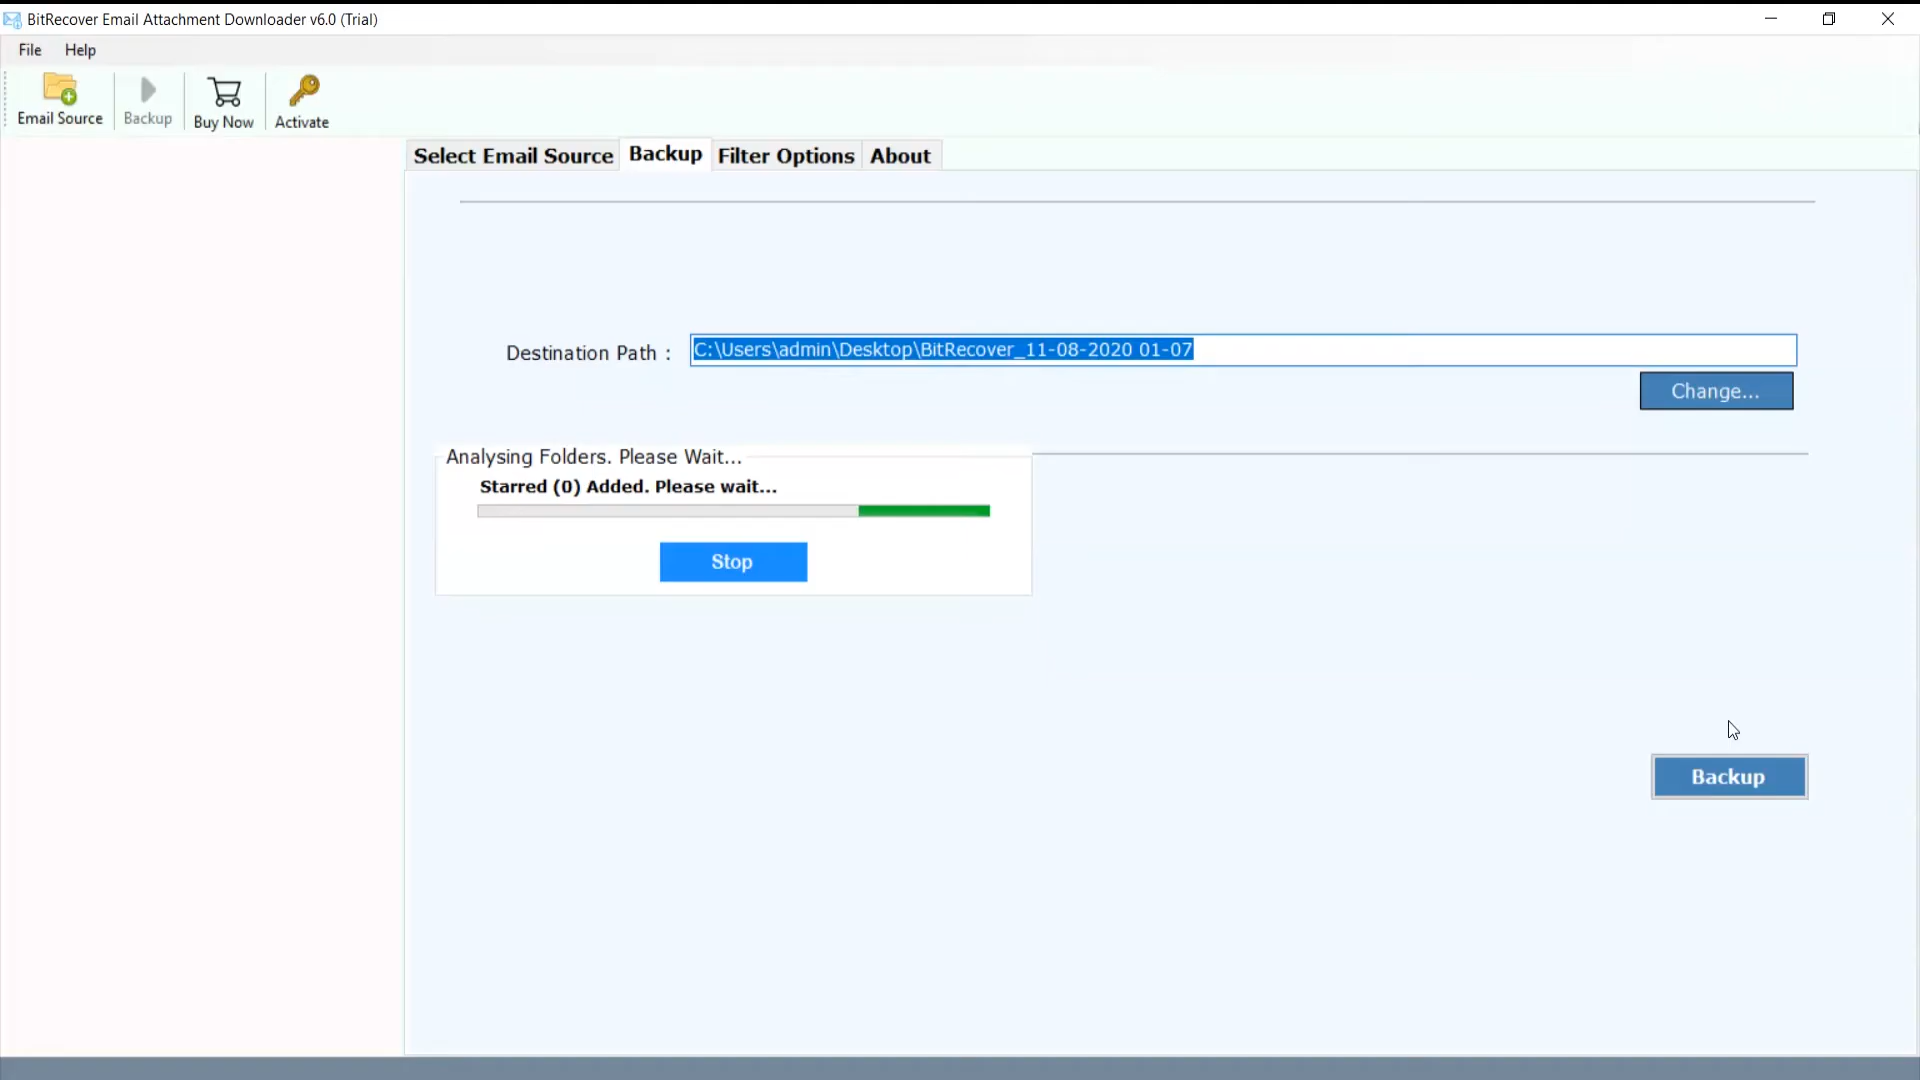 BitRecover Email Attachment Downloader v6.0 (Trial)
File Help
Email Source Backup Buy Now Activate
Select Email Source Backup Filter Options About
Destination Path : C:\Users\admin\Desktop\BitRecover_11-08-2020 01-07
Change...
Analysing Folders. Please Wait...
Starred (0) Added. Please wait...
Stop
Backup